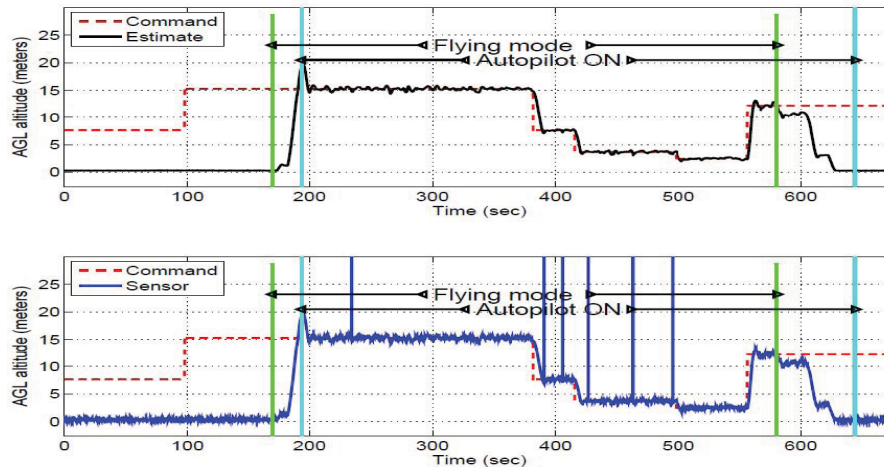 AGL altitude (meters)
25
20
15
10
5
0
Command
Estimate
Flying mode
Autopilot ON
0 100 200 300 400 500 600
Time (sec)
AGL altitude (meters)
25
20
15
10
5
0
Command
Sensor
Flying mode
Autopilot ON
0 100 200 300 400 500 600
Time (sec)